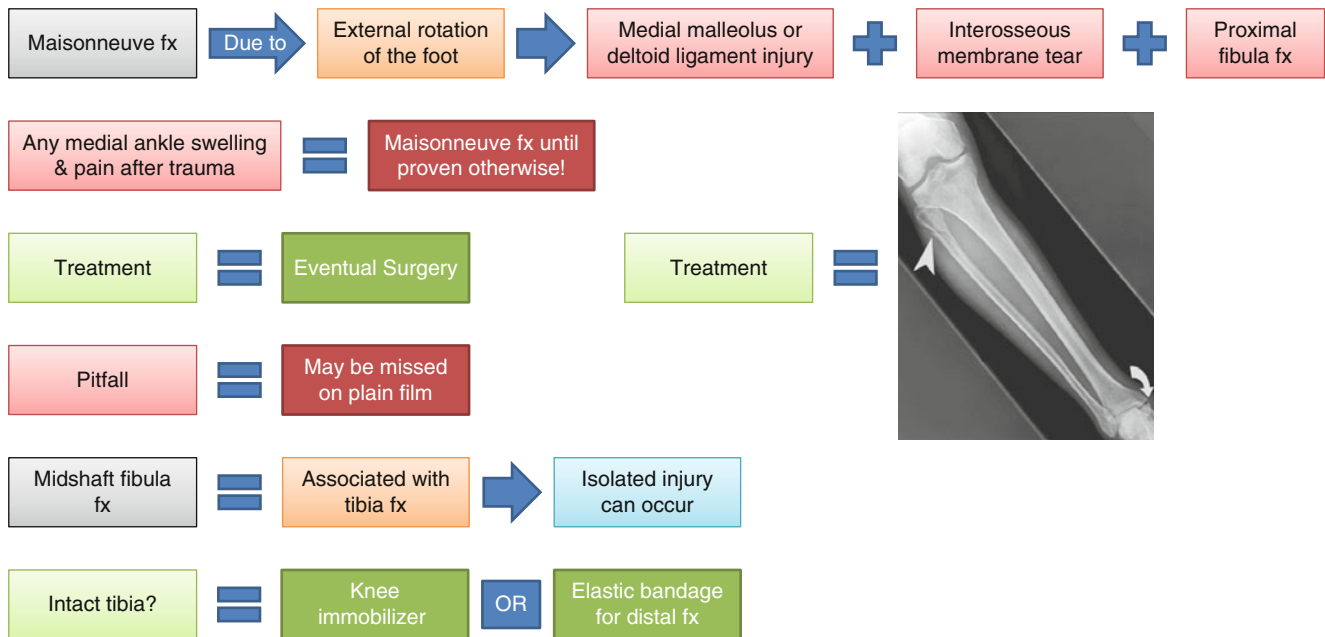 Maisonneuve fx
Due to
External rotation
of the foot
Medial malleolus or
deltoid ligament injury
Interosseous
membrane tear
Proximal
fibula fx
Any medial ankle swelling
& pain after trauma
Maisonneuve fx until
proven otherwise!
Treatment
Eventual Surgery
Treatment
Pitfall
May be missed
on plain film
Midshaft fibula
fx
Associated with
tibia fx
Isolated injury
can occur
Intact tibia?
Knee
immobilizer
OR
Elastic bandage
for distal fx